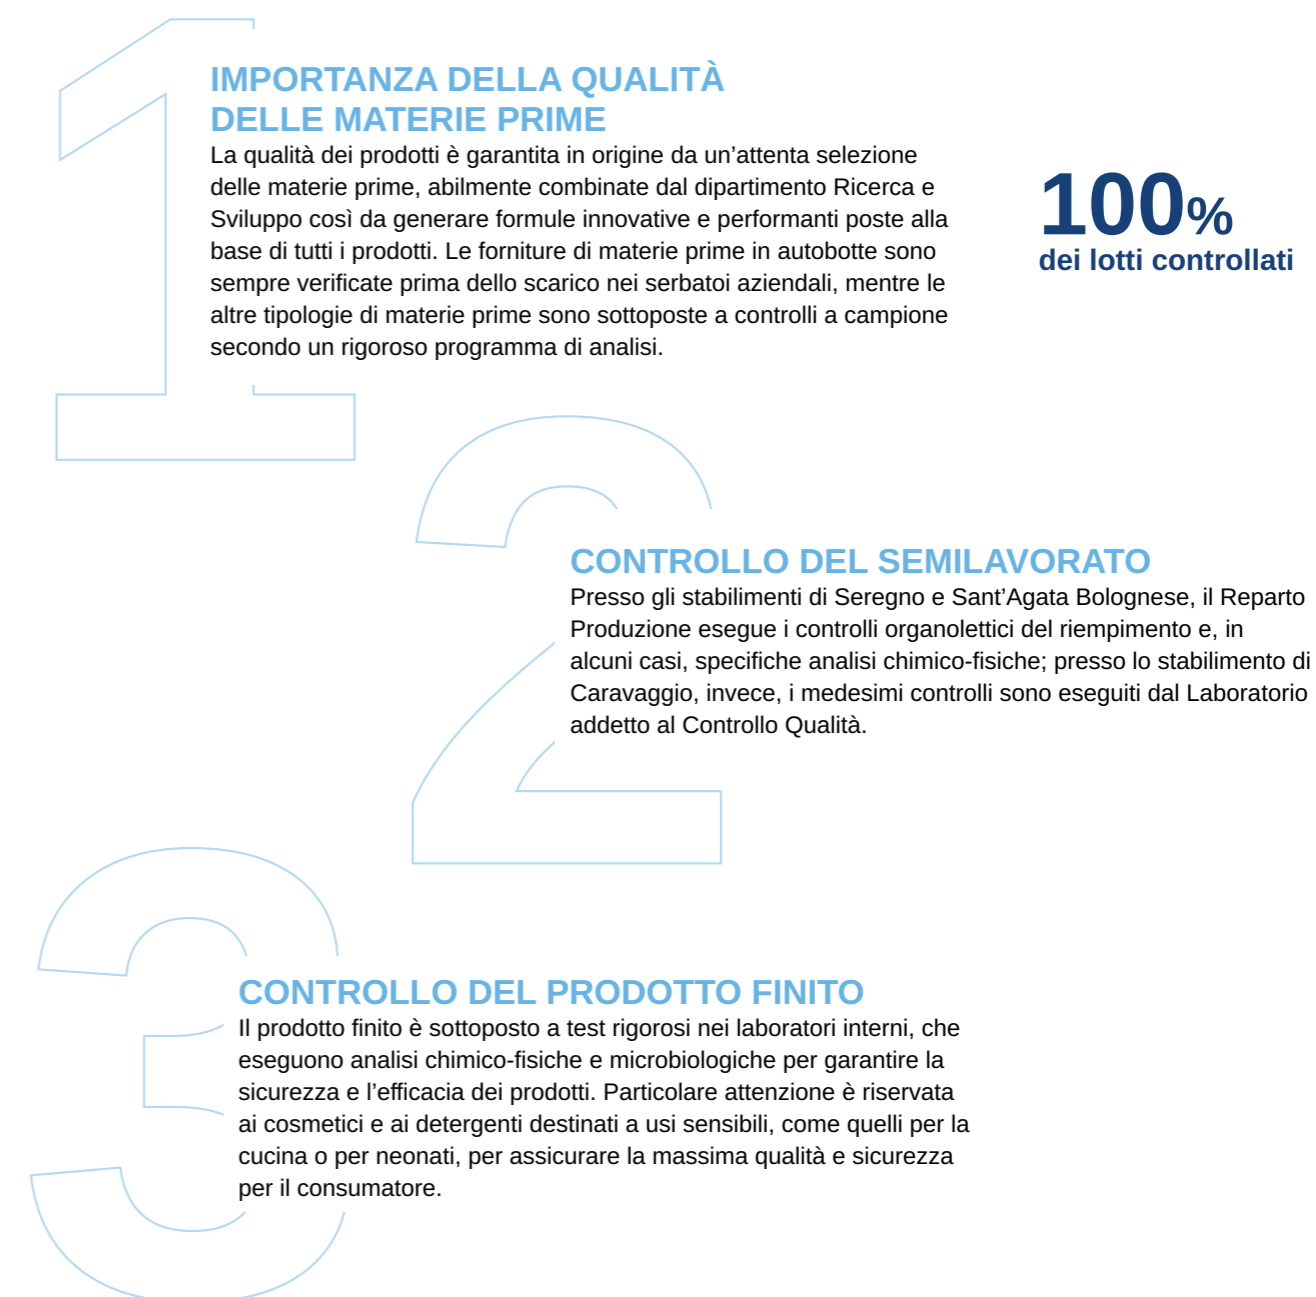 1
IMPORTANZA DELLA QUALITÀ
DELLE MATERIE PRIME
La qualità dei prodotti è garantita in origine da un’attenta selezione
delle materie prime, abilmente combinate dal dipartimento Ricerca e
Sviluppo così da generare formule innovative e performanti poste alla
base di tutti i prodotti. Le forniture di materie prime in autobotte sono
sempre verificate prima dello scarico nei serbatoi aziendali, mentre le
altre tipologie di materie prime sono sottoposte a controlli a campione
secondo un rigoroso programma di analisi.
100%
dei lotti controllati
2
CONTROLLO DEL SEMILAVORATO
Presso gli stabilimenti di Seregno e Sant’Agata Bolognese, il Reparto
Produzione esegue i controlli organolettici del riempimento e, in
alcuni casi, specifiche analisi chimico-fisiche; presso lo stabilimento di
Caravaggio, invece, i medesimi controlli sono eseguiti dal Laboratorio
addetto al Controllo Qualità.
3
CONTROLLO DEL PRODOTTO FINITO
Il prodotto finito è sottoposto a test rigorosi nei laboratori interni, che
eseguono analisi chimico-fisiche e microbiologiche per garantire la
sicurezza e l’efficacia dei prodotti. Particolare attenzione è riservata
ai cosmetici e ai detergenti destinati a usi sensibili, come quelli per la
cucina o per neonati, per assicurare la massima qualità e sicurezza
per il consumatore.